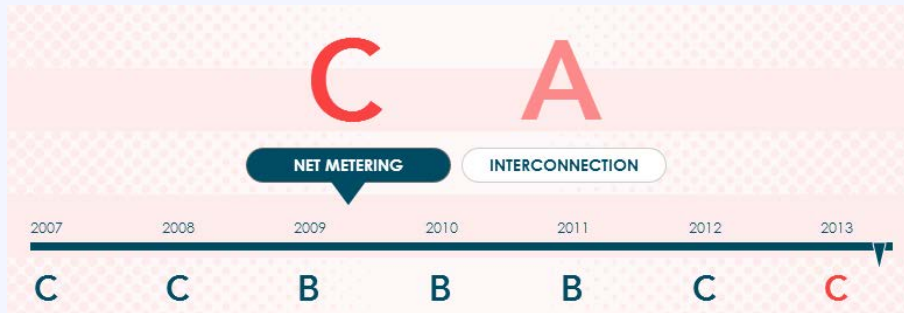 C A
NET METERING INTERCONNECTION
2007 2008 2009 2010 2011 2012 2013
C C B B B C C